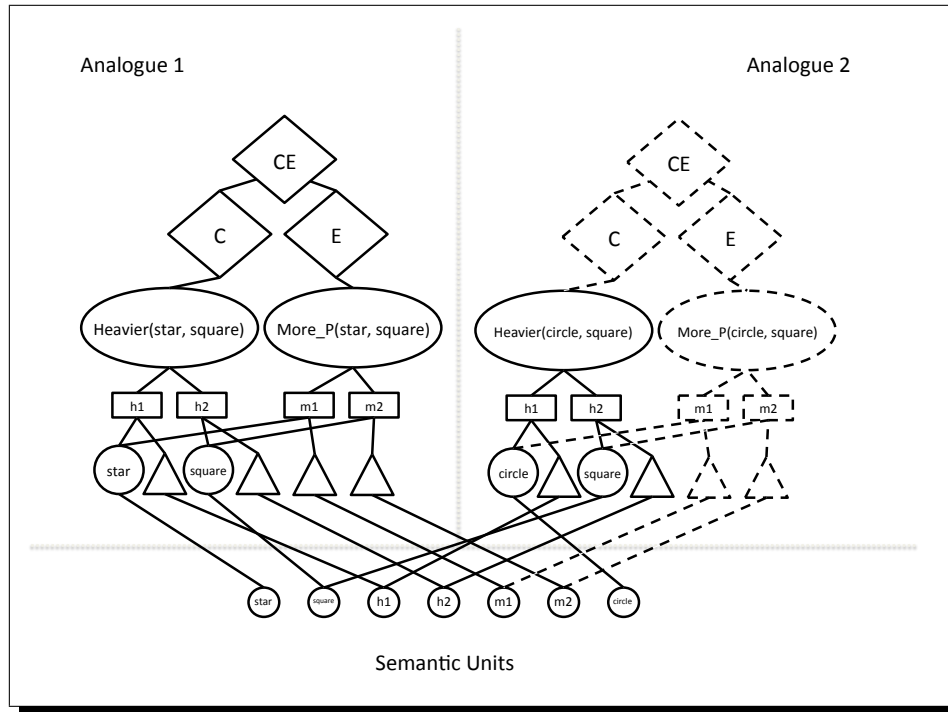 Analogue 1
Analogue 2
CE
CE
C
E
C
E
Heavier(star, square)
More_P(star, square)
Heavier(circle, square)
More_P(circle, square)
h1
h2
m1
m2
h1
h2
m1
m2
star
square
circle
square
star
square
h1
h2
m1
m2
circle
Semantic Units